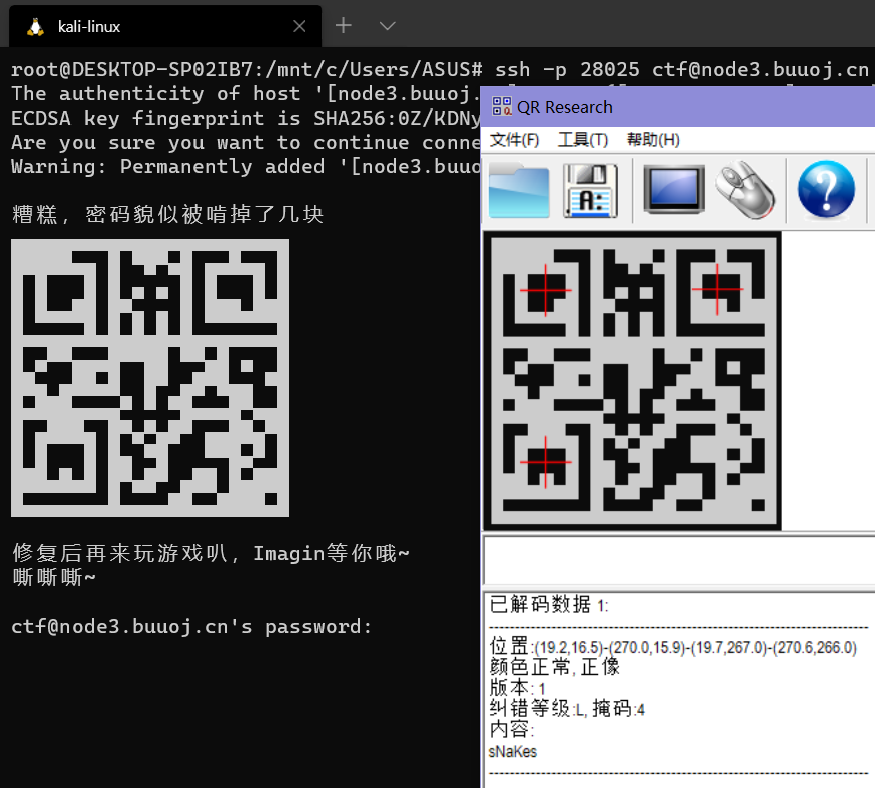 kali-linux
root@DESKTOP-SP02IB7:/mnt/c/Users/ASUS# ssh -p 28025 ctf@node3.buuoj.cn
The authenticity of host '[node3.buuoj.
ECDSA key fingerprint is SHA256:0Z/KDNy
Are you sure you want to continue conne
Warning: Permanently added '[node3.buuo
糟糕，密码貌似被啃掉了几块
修复后再来玩游戏叭，Imagin等你哦~
嘶嘶嘶~
ctf@node3.buuoj.cn's password:
QR Research
文件(F) 工具(T) 帮助(H)
A:
已解码数据 1:
位置:(19.2,16.5)-(270.0,15.9)-(19.7,267.0)-(270.6,266.0)
颜色正常, 正像
版本: 1
纠错等级:L, 掩码:4
内容:
sNaKes